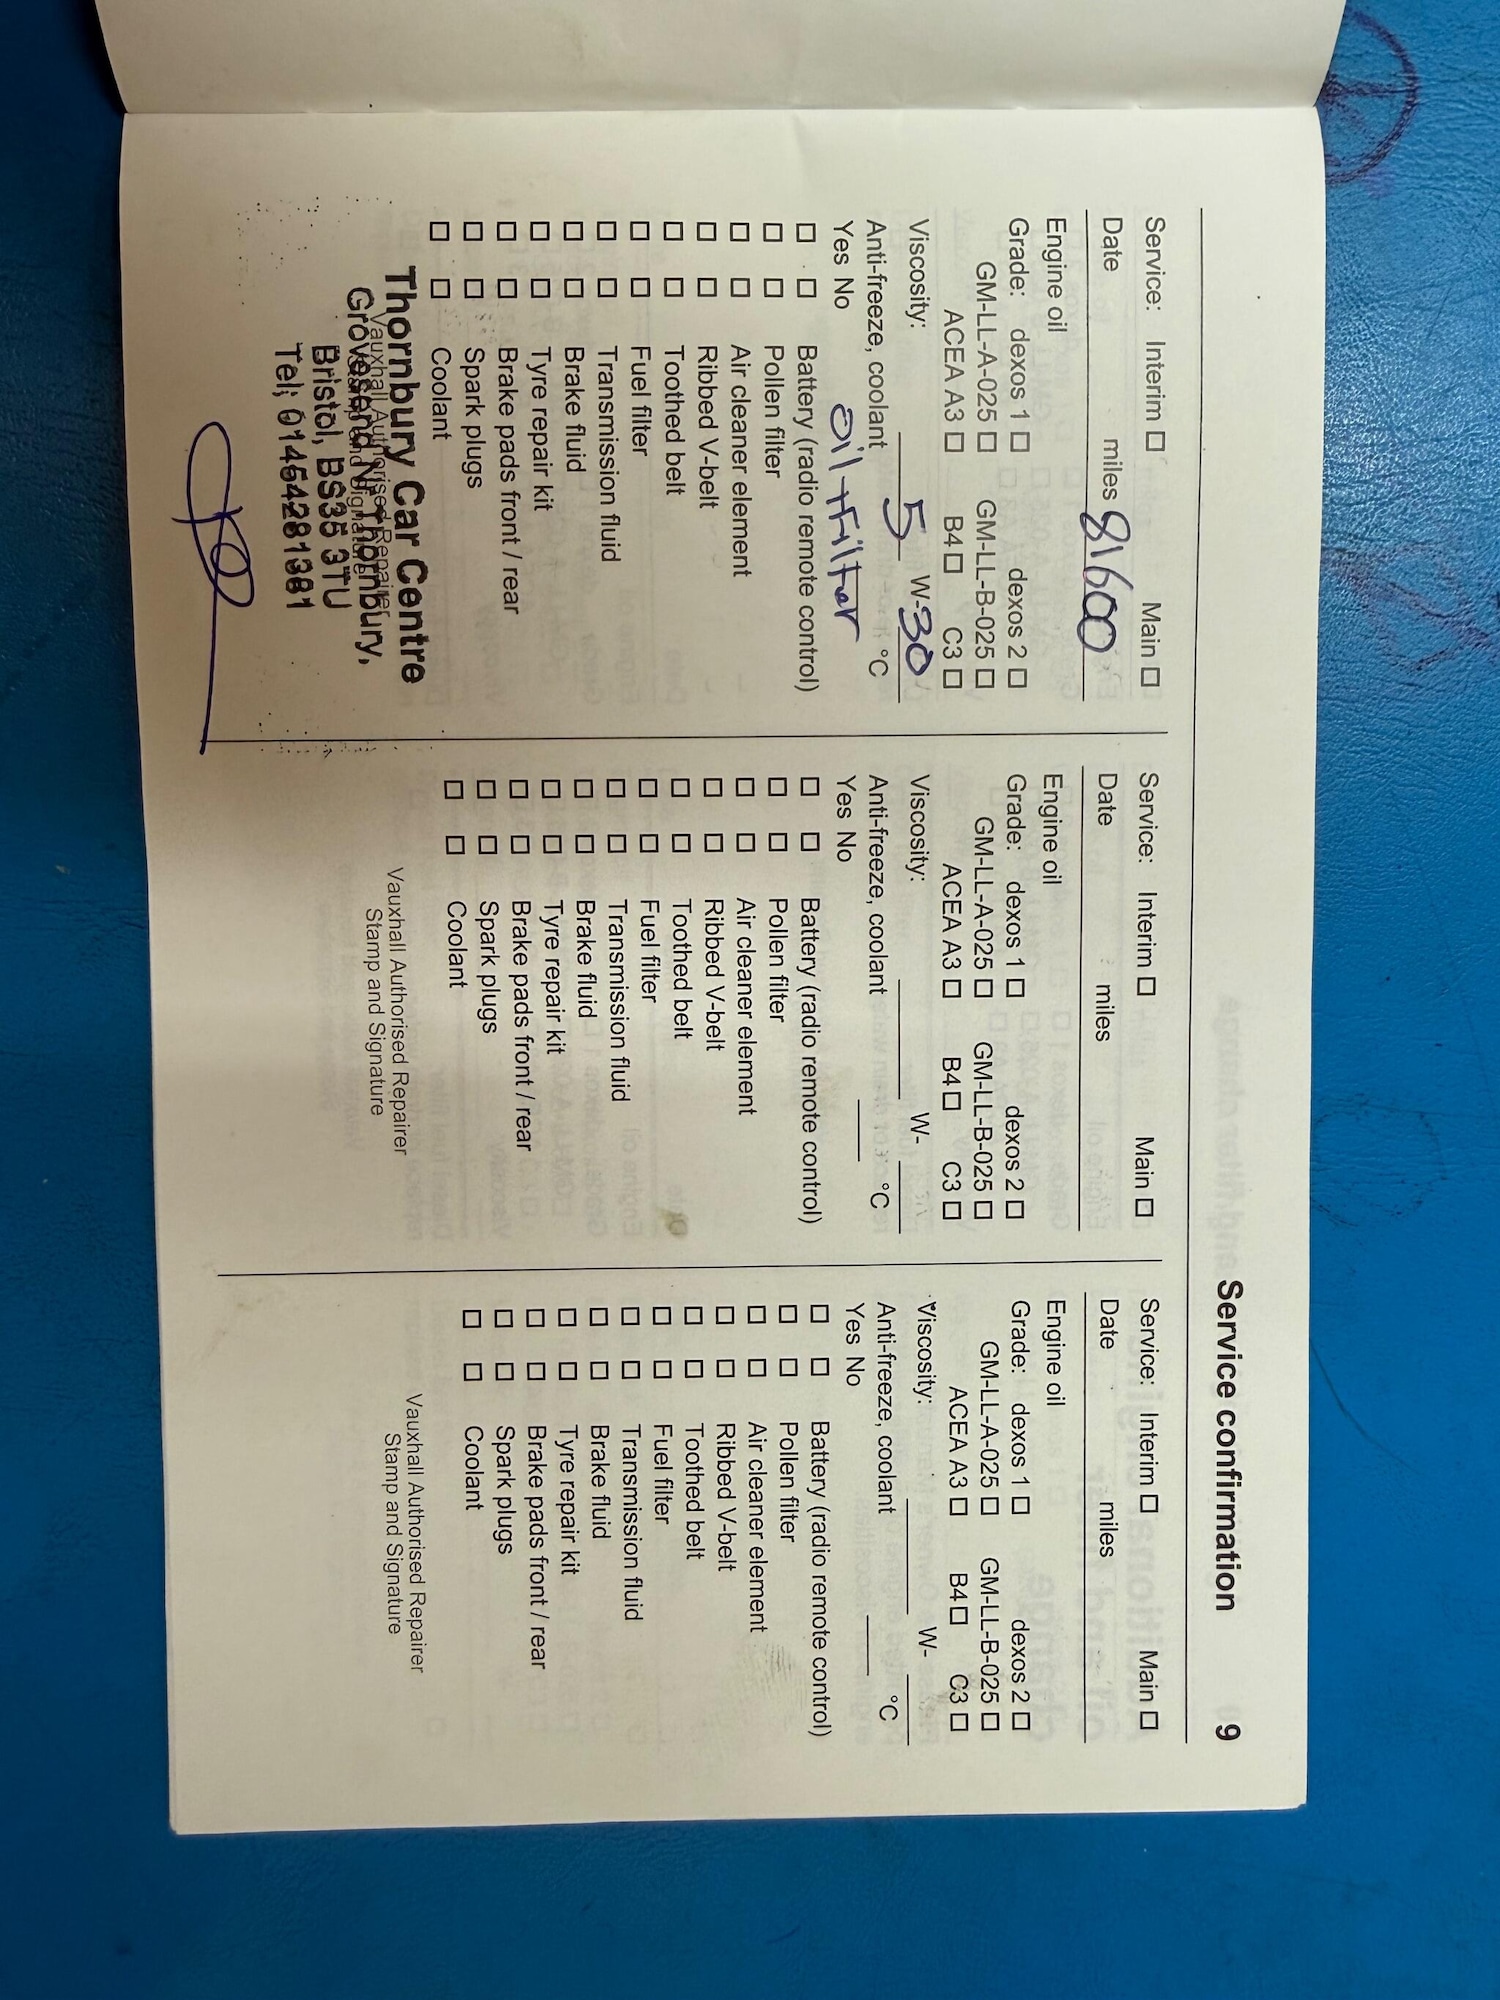 Service confirmation 9
Service: Interim ☐ Main ☐
Date miles 81600
Engine oil
Grade: dexos 1 ☐ dexos 2 ☐
GM-LL-A-025 ☐ GM-LL-B-025 ☐
ACEA A3 ☐ B4 ☐ C3 ☐
Viscosity: 5 W-30
Anti-freeze, coolant °C
Yes No oil + Filter
☐ ☐ Battery (radio remote control)
☐ ☐ Pollen filter
☐ ☐ Air cleaner element
☐ ☐ Ribbed V-belt
☐ ☐ Toothed belt
☐ ☐ Fuel filter
☐ ☐ Transmission fluid
☐ ☐ Brake fluid
☐ ☐ Tyre repair kit
☐ ☐ Brake pads front / rear
☐ ☐ Spark plugs
☐ ☐ Coolant
Thornbury Car Centre
Vauxhall Authorised Repairer
Grovesend Thornbury,
Stamp and Signature
Bristol, BS35 3TU
Tel; 01454281381
Service: Interim ☐ Main ☐
Date miles
Engine oil
Grade: dexos 1 ☐ dexos 2 ☐
GM-LL-A-025 ☐ GM-LL-B-025 ☐
ACEA A3 ☐ B4 ☐ C3 ☐
Viscosity: W-
Anti-freeze, coolant °C
Yes No
☐ ☐ Battery (radio remote control)
☐ ☐ Pollen filter
☐ ☐ Air cleaner element
☐ ☐ Ribbed V-belt
☐ ☐ Toothed belt
☐ ☐ Fuel filter
☐ ☐ Transmission fluid
☐ ☐ Brake fluid
☐ ☐ Tyre repair kit
☐ ☐ Brake pads front / rear
☐ ☐ Spark plugs
☐ ☐ Coolant
Vauxhall Authorised Repairer
Stamp and Signature
Service: Interim ☐ Main ☐
Date miles
Engine oil
Grade: dexos 1 ☐ dexos 2 ☐
GM-LL-A-025 ☐ GM-LL-B-025 ☐
ACEA A3 ☐ B4 ☐ C3 ☐
Viscosity: W-
Anti-freeze, coolant °C
Yes No
☐ ☐ Battery (radio remote control)
☐ ☐ Pollen filter
☐ ☐ Air cleaner element
☐ ☐ Ribbed V-belt
☐ ☐ Toothed belt
☐ ☐ Fuel filter
☐ ☐ Transmission fluid
☐ ☐ Brake fluid
☐ ☐ Tyre repair kit
☐ ☐ Brake pads front / rear
☐ ☐ Spark plugs
☐ ☐ Coolant
Vauxhall Authorised Repairer
Stamp and Signature